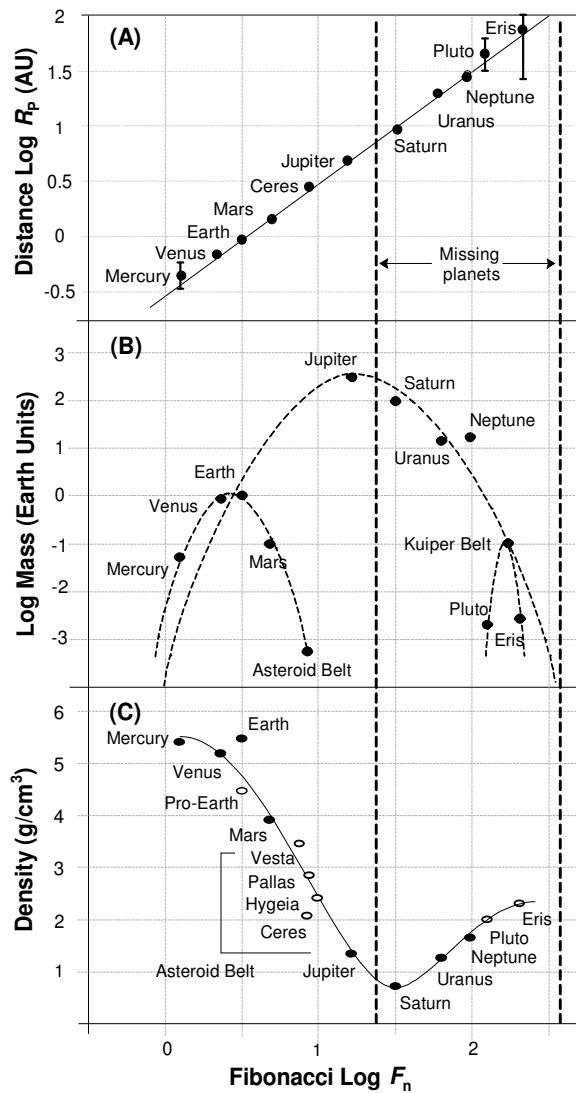 (A)
Distance Log RP (AU)
2
1.5
1
0.5
0
-0.5
Eris
Pluto
Neptune
Uranus
Saturn
Jupiter
Ceres
Mars
Earth
Venus
Mercury
Missing
planets
(B)
Log Mass (Earth Units)
3
2
1
0
-1
-2
-3
Jupiter
Saturn
Neptune
Uranus
Earth
Venus
Mercury
Mars
Kuiper Belt
Pluto
Eris
Asteroid Belt
(C)
Density (g/cm³)
6
5
4
3
2
1
Earth
Mercury
Venus
Pro-Earth
Mars
Vesta
Pallas
Hygeia
Ceres
Asteroid Belt
Jupiter
Eris
Pluto
Neptune
Uranus
Saturn
0
1
2
Fibonacci Log Fn